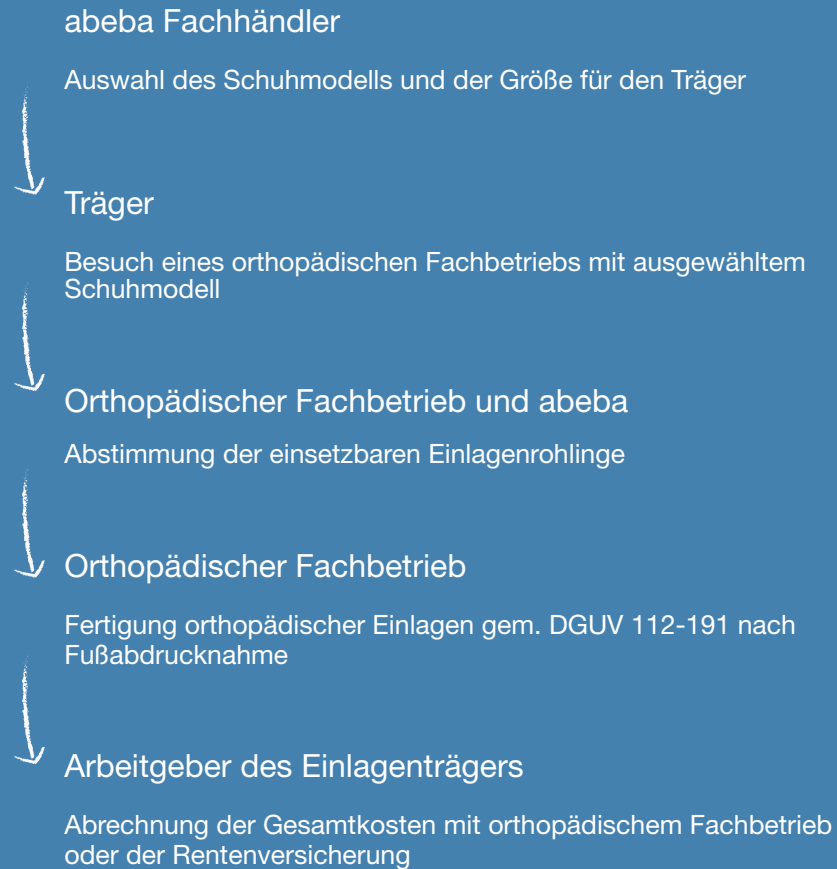 abeba Fachhändler
Auswahl des Schuhmodells und der Größe für den Träger
Träger
Besuch eines orthopädischen Fachbetriebs mit ausgewähltem
Schuhmodell
Orthopädischer Fachbetrieb und abeba
Abstimmung der einsetzbaren Einlagenrohlinge
Orthopädischer Fachbetrieb
Fertigung orthopädischer Einlagen gem. DGUV 112-191 nach
Fußabdrucknahme
Arbeitgeber des Einlagenträgers
Abrechnung der Gesamtkosten mit orthopädischem Fachbetrieb
oder der Rentenversicherung